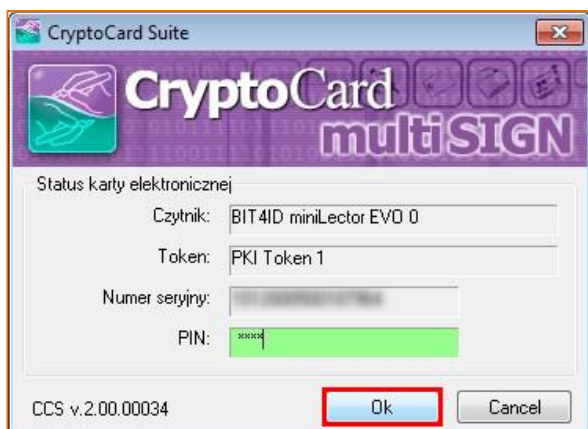 CryptoCard Suite
CryptoCard
multiSIGN
Status karty elektronicznej
Czytnik: BIT4ID miniLector EVO 0
Token: PKI Token 1
Numer seryjny:
PIN: ****
CCS v.2.00.00034 Ok Cancel